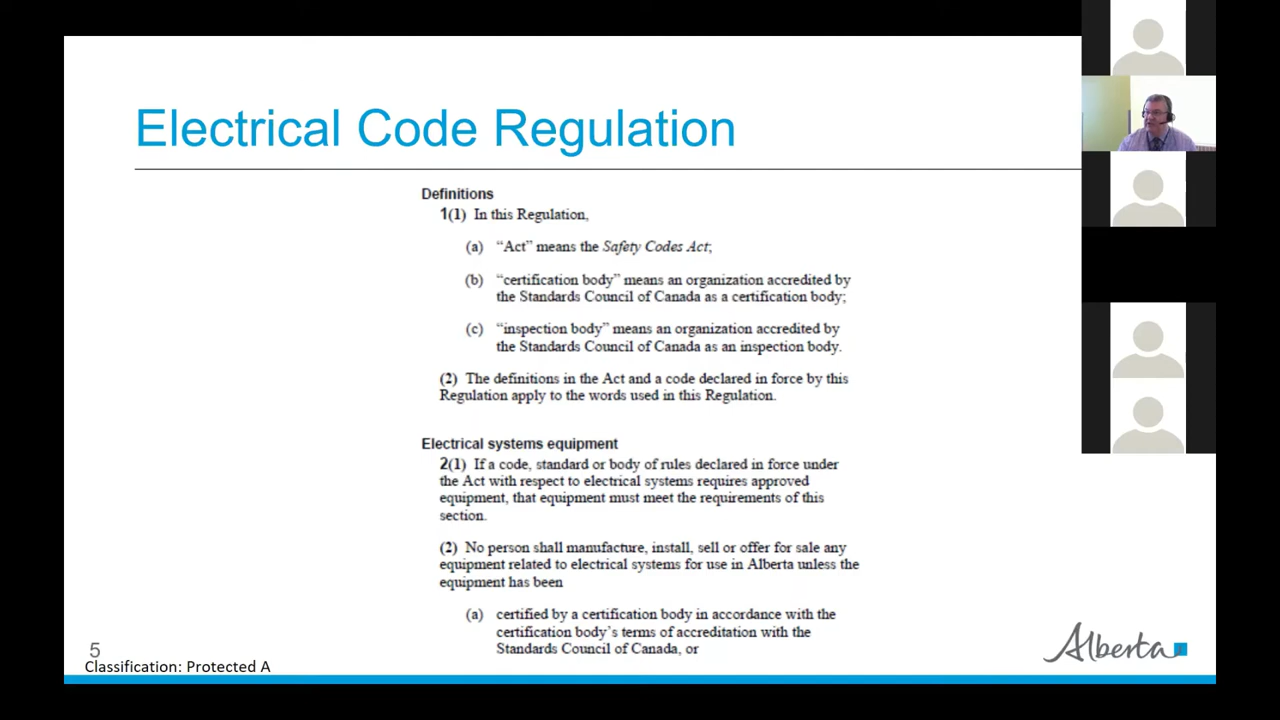 Electrical Code Regulation
Definitions
1(1) In this Regulation,
(a) “Act” means the Safety Codes Act;
(b) “certification body” means an organization accredited by
the Standards Council of Canada as a certification body;
(c) “inspection body” means an organization accredited by
the Standards Council of Canada as an inspection body.
(2) The definitions in the Act and a code declared in force by this
Regulation apply to the words used in this Regulation.
Electrical systems equipment
2(1) If a code, standard or body of rules declared in force under
the Act with respect to electrical systems requires approved
equipment, that equipment must meet the requirements of this
section.
(2) No person shall manufacture, install, sell or offer for sale any
equipment related to electrical systems for use in Alberta unless the
equipment has been
(a) certified by a certification body in accordance with the
certification body’s terms of accreditation with the
Standards Council of Canada, or
5
Classification: Protected A
Alberta